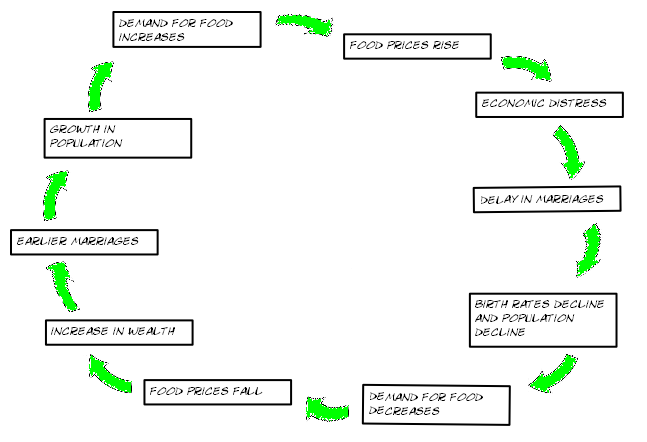 DEMAND FOR FOOD
INCREASES
FOOD PRICES RISE
ECONOMIC DISTRESS
DELAY IN MARRIAGES
BIRTH RATES DECLINE
AND POPULATION
DECLINE
DEMAND FOR FOOD
DECREASES
FOOD PRICES FALL
INCREASE IN WEALTH
EARLIER MARRIAGES
GROWTH IN
POPULATION